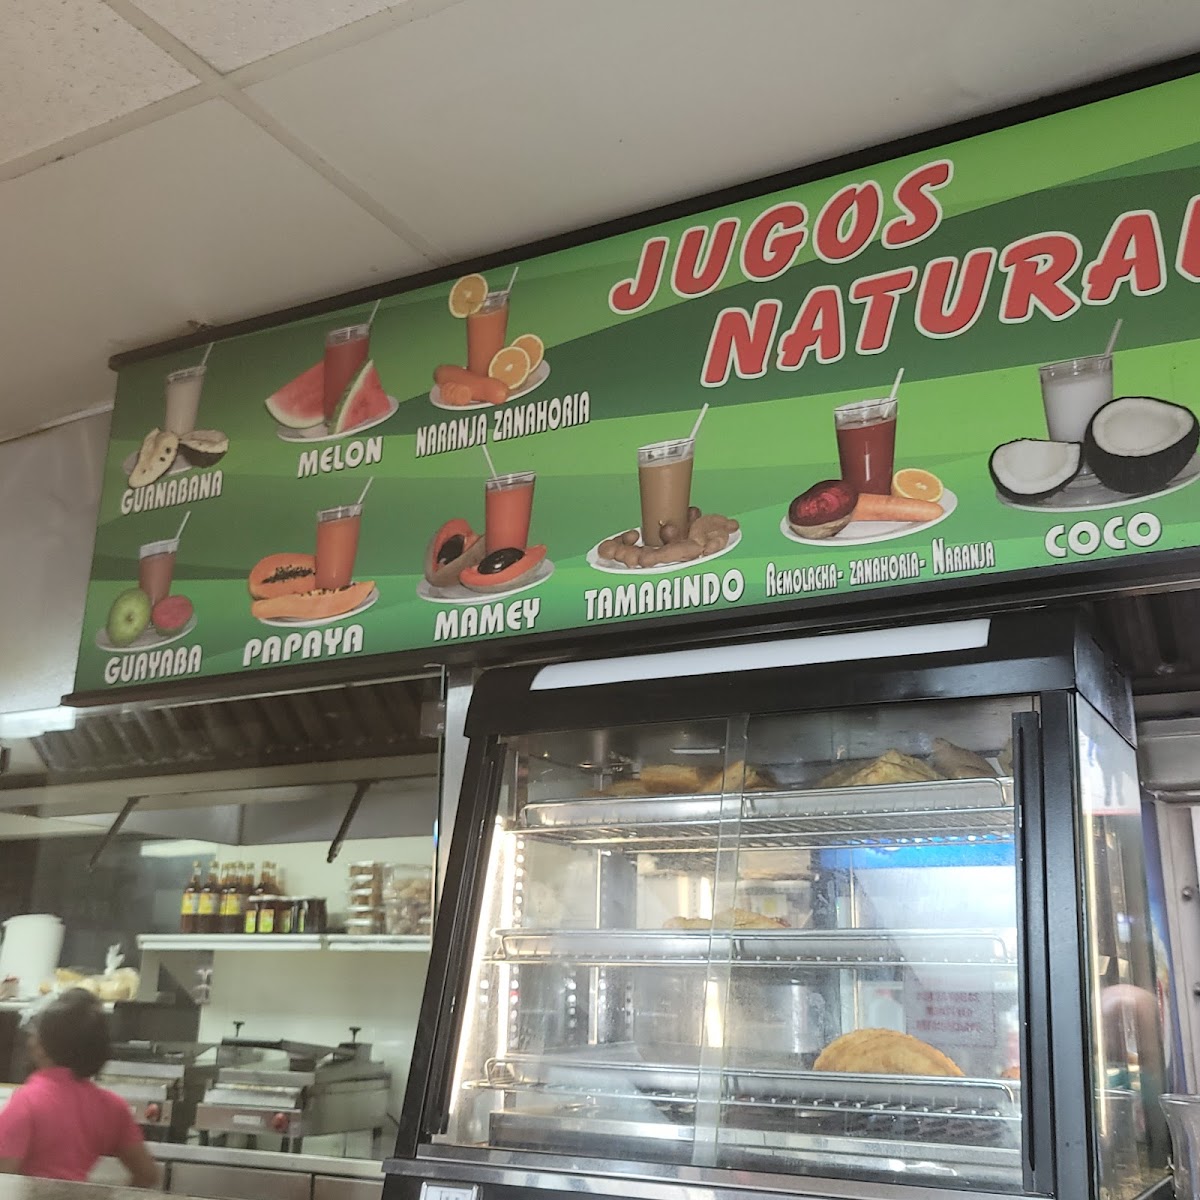 JUGOS
NATURAL
GUANABANA
MELON
NARANJA ZANAHORIA
GUAYABA
PAPAYA
MAMEY
TAMARINDO
REMOLACHA- ZANAHORIA- NARANJA
COCO